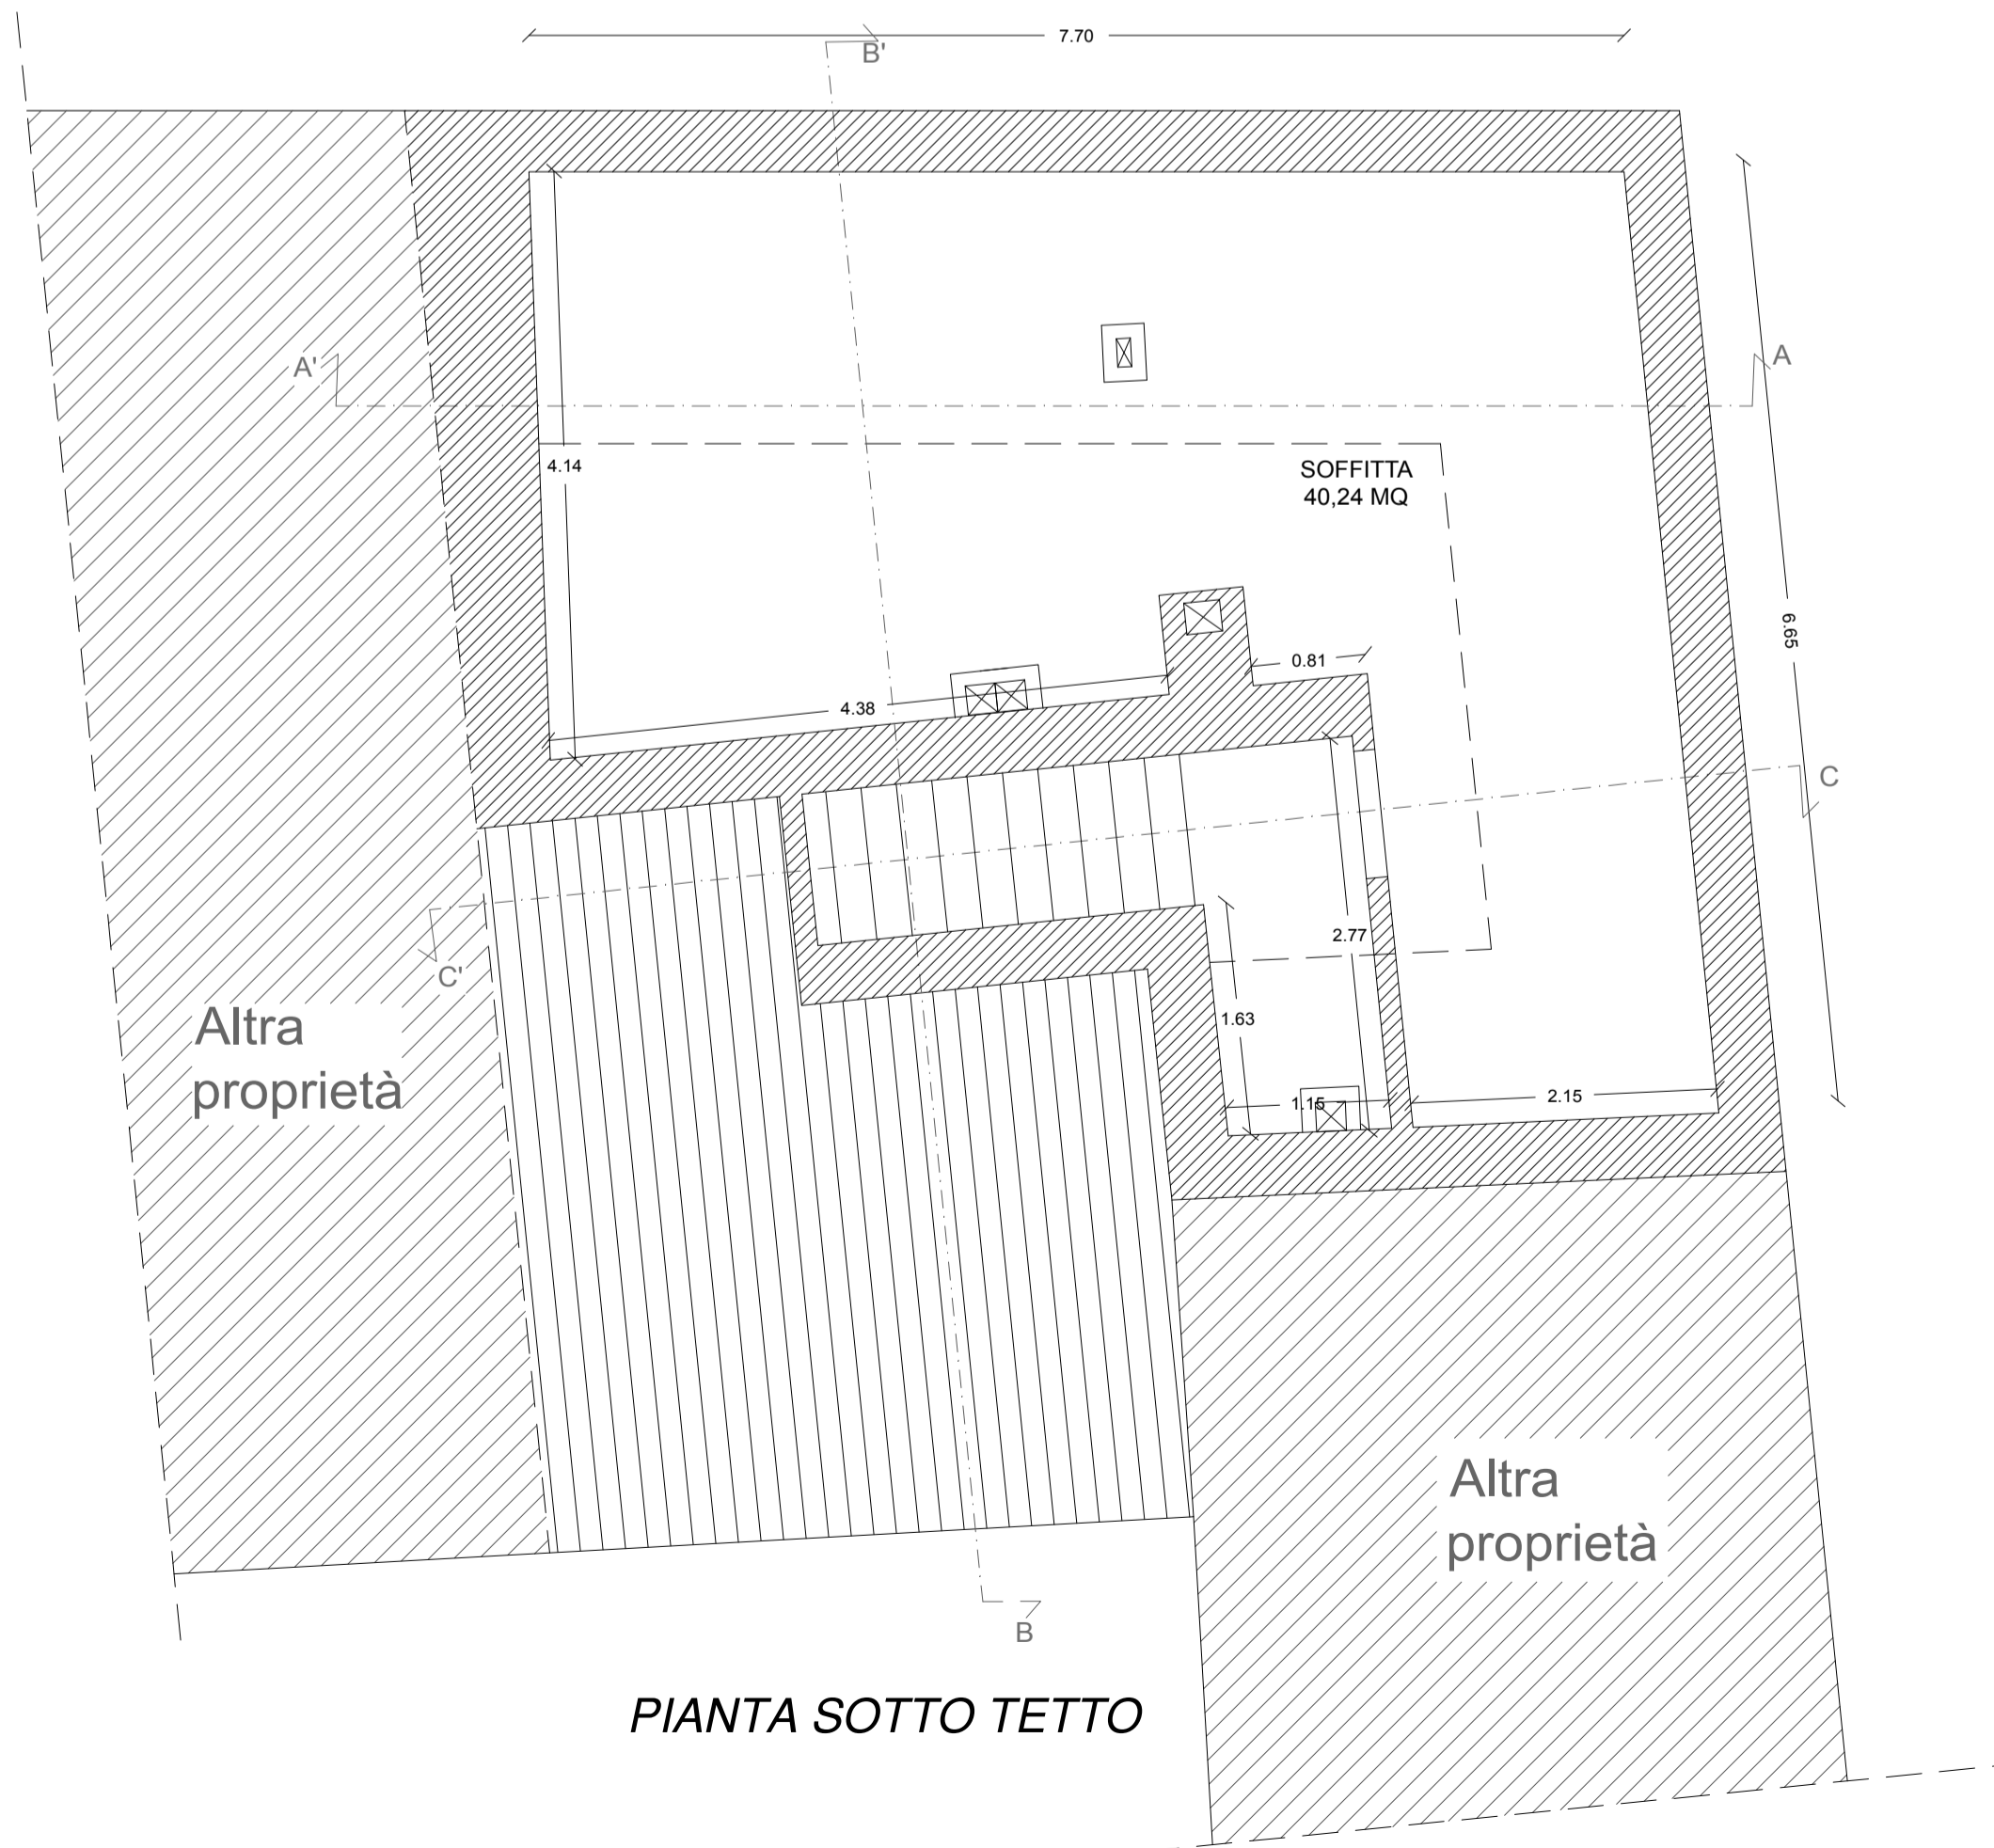 7.70
B'
A'
A
4.14
SOFFITTA
40,24 MQ
6.65
0.81
4.38
C
2.77
C'
1.63
Altra
proprietà
1.15
2.15
Altra
proprietà
B
PIANTA SOTTO TETTO